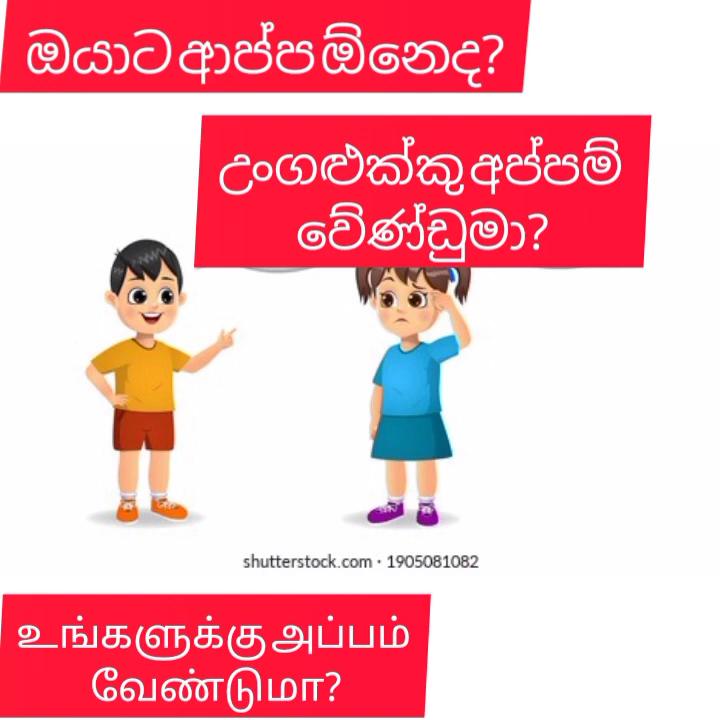 ඔයාට ආප්ප ඕනෙද?
උංගළුක්කු අප්පම්
වේණ්ඩුමා?
shutterstock.com · 1905081082
உங்களுக்கு அப்பம்
வேண்டுமா?